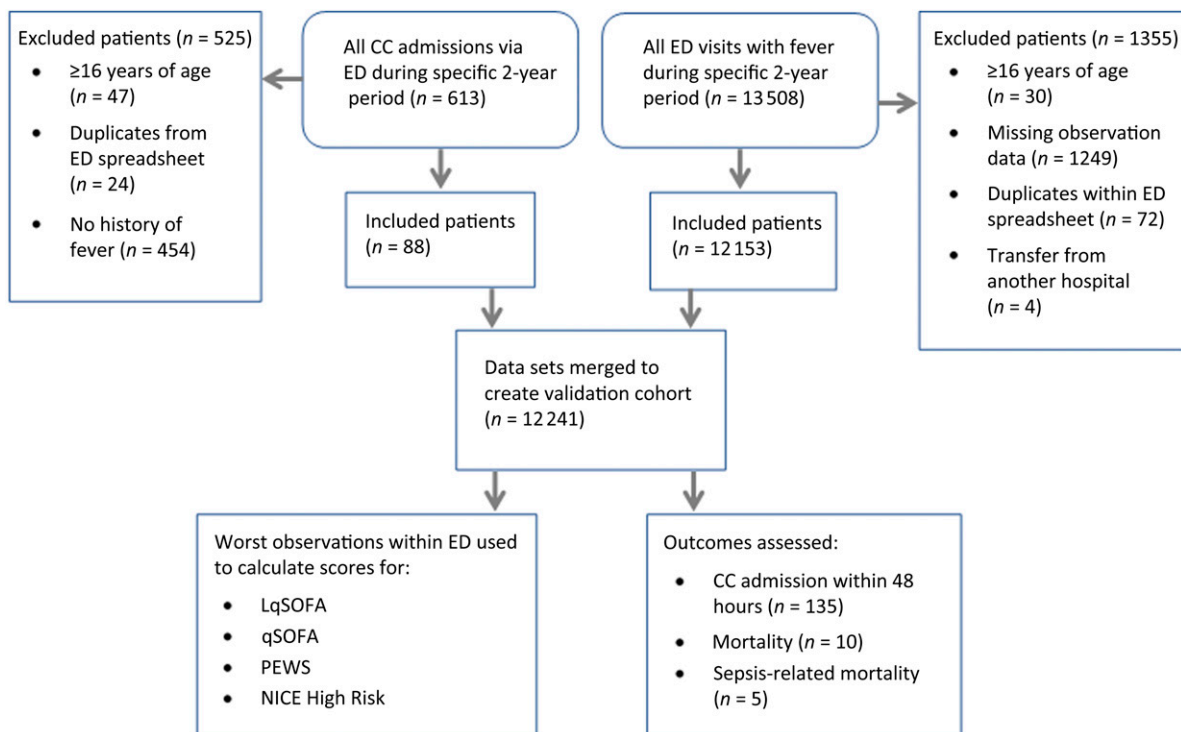 Excluded patients (n = 525)
• ≥16 years of age
(n = 47)
• Duplicates from
ED spreadsheet
(n = 24)
• No history of
fever (n = 454)
All CC admissions via
ED during specific 2-year
period (n = 613)
All ED visits with fever
during specific 2-year
period (n = 13 508)
Excluded patients (n = 1355)
• ≥16 years of age
(n = 30)
• Missing observation
data (n = 1249)
• Duplicates within ED
spreadsheet (n = 72)
• Transfer from
another hospital
(n = 4)
Included patients
(n = 88)
Included patients
(n = 12 153)
Data sets merged to
create validation cohort
(n = 12 241)
Worst observations within ED used
to calculate scores for:
• LqSOFA
• qSOFA
• PEWS
• NICE High Risk
Outcomes assessed:
• CC admission within 48
hours (n = 135)
• Mortality (n = 10)
• Sepsis-related mortality
(n = 5)